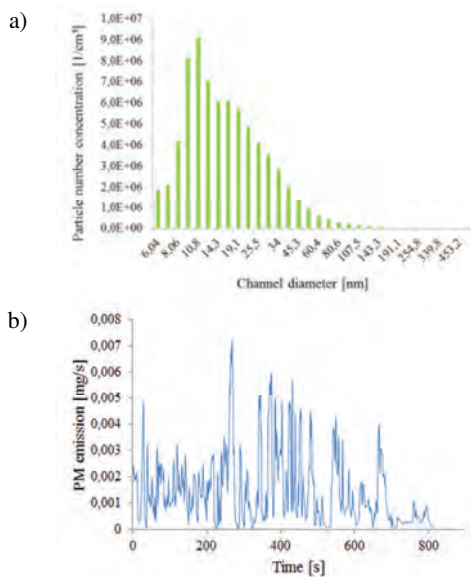 a)
Particle number concentration [1/cm³]
1,0E+07
9,0E+06
8,0E+06
7,0E+06
6,0E+06
5,0E+06
4,0E+06
3,0E+06
2,0E+06
1,0E+06
0,0E+00
6,04 8,06 10,8 14,3 19,1 25,5 34 45,3 60,4 80,6 107,5 143,3 191,1 254,8 339,8 453,2
Channel diameter [nm]
b)
PM emission [mg/s]
0,008
0,007
0,006
0,005
0,004
0,003
0,002
0,001
0
0 200 400 600 800
Time [s]